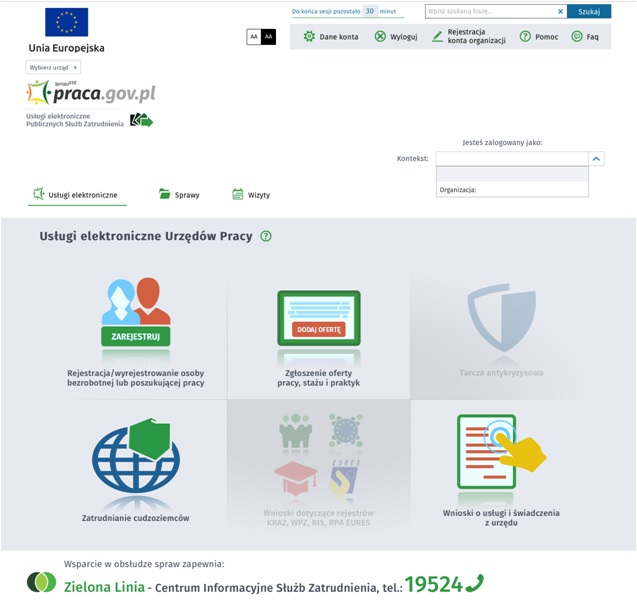 Do końca sesji pozostało 30 minut
Wpisz szukaną frazę...
Szukaj
Unia Europejska
AA AA
Dane konta
Wyloguj
Rejestracja
konta organizacji
Pomoc
Faq
Wybierz urząd
praca.gov.pl
Usługi elektroniczne
Publicznych Służb Zatrudnienia
Jesteś zalogowany jako:
Kontekst:
Organizacja:
Usługi elektroniczne
Sprawy
Wizyty
Usługi elektroniczne Urzędów Pracy
ZAREJESTRUJ
Rejestracja/wyrejestrowanie osoby
bezrobotnej lub poszukującej pracy
DODAJ OFERTĘ
Zgłoszenie oferty
pracy, stażu i praktyk
Tarcza antykryzysowa
Zatrudnianie cudzoziemców
EURES
Wnioski dotyczące rejestrów
KRAZ, WPZ, RIS, RPA EURES
Wnioski o usługi i świadczenia
z urzędu
Wsparcie w obsłudze spraw zapewnia:
Zielona Linia - Centrum Informacyjne Służb Zatrudnienia, tel.: 19524